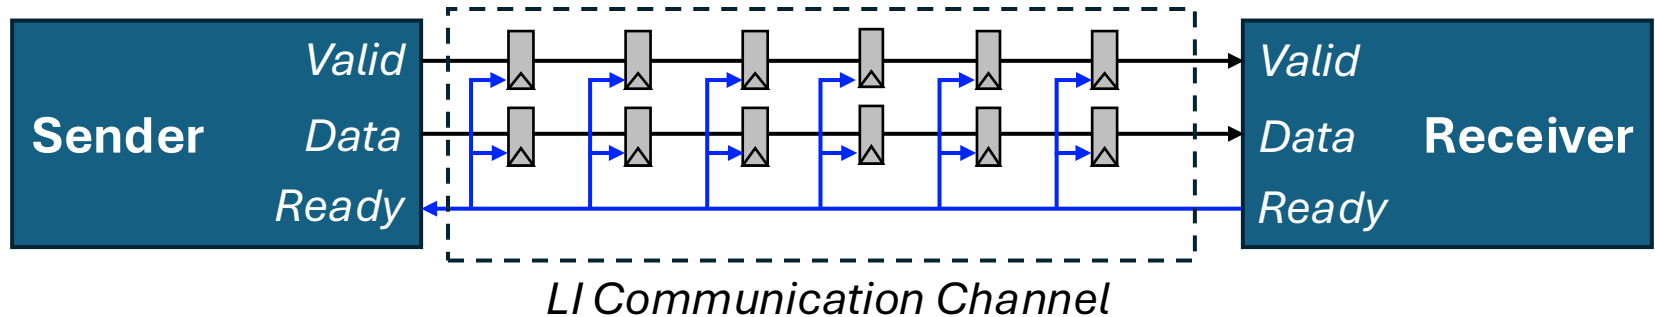 Sender
Valid
Data
Ready
Valid
Data
Ready
Receiver
LI Communication Channel